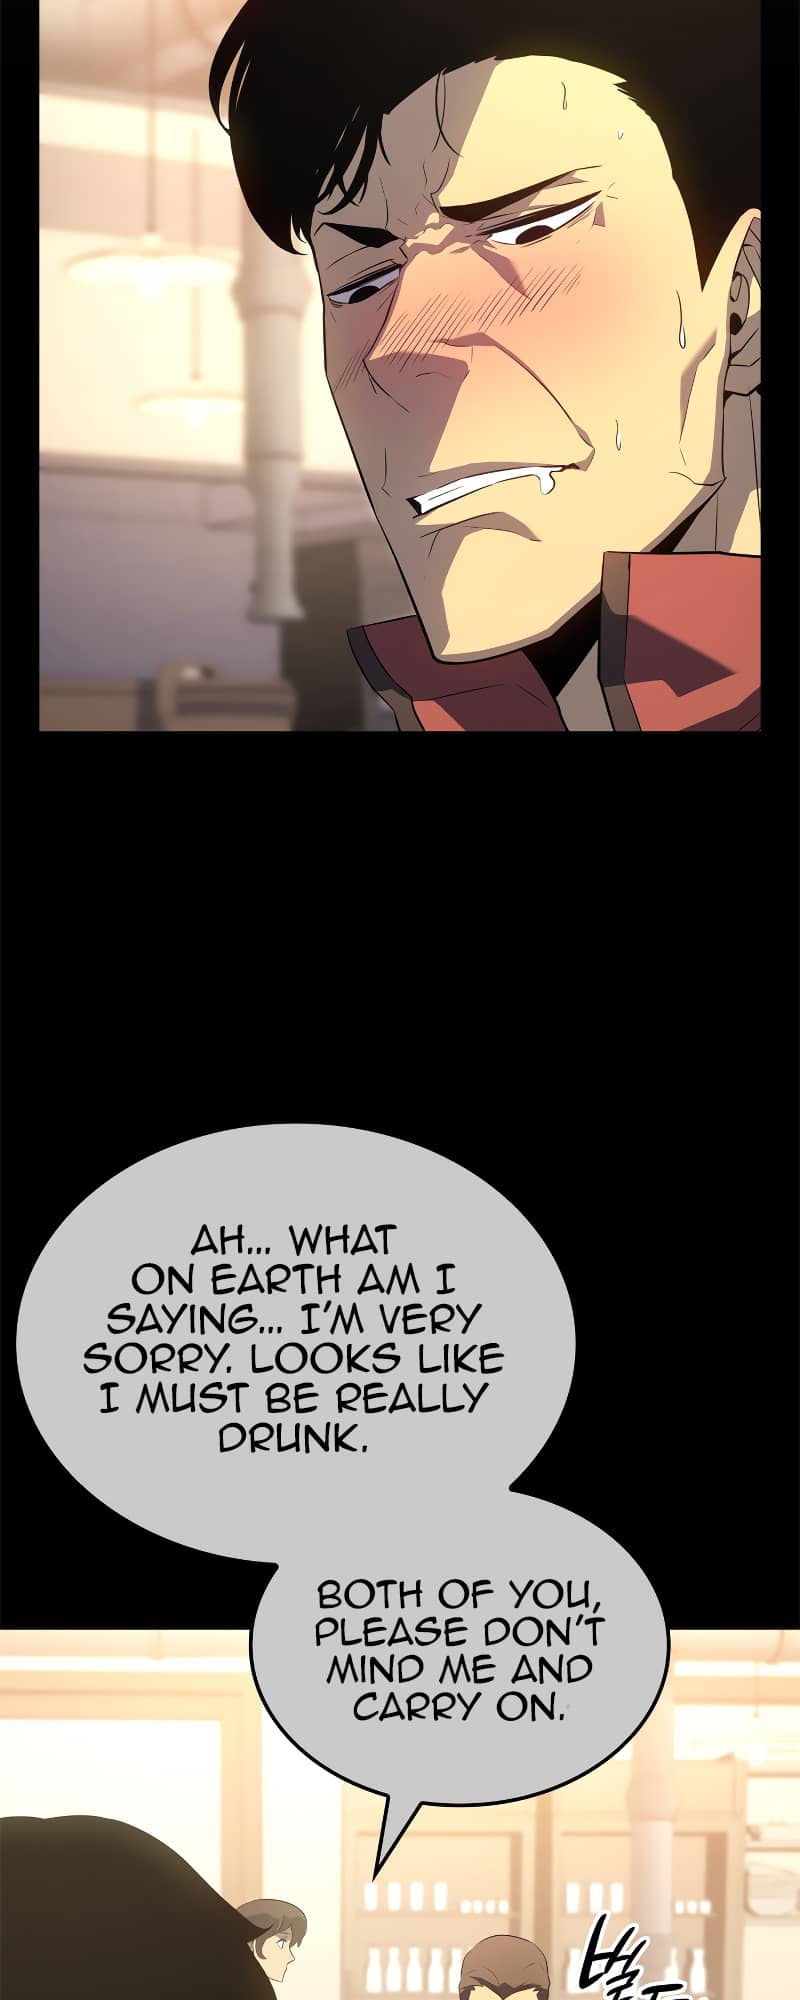 AH... WHAT
ON EARTH AM I
SAYING... I'M VERY
SORRY. LOOKS LIKE
I MUST BE REALLY
DRUNK.
BOTH OF YOU,
PLEASE DON'T
MIND ME AND
CARRY ON.
벌